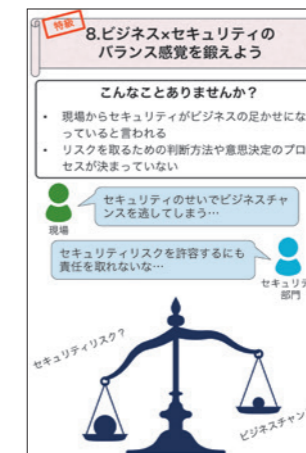 特級
8.ビジネス×セキュリティの
バランス感覚を鍛えよう
こんなことありませんか？
・ 現場からセキュリティがビジネスの足かせにな
っていると言われる
・ リスクを取るための判断方法や意思決定のプロ
セスが決まっていない
セキュリティのせいでビジネスチャ
ンスを逃してしまう…
現場
セキュリティリスクを許容するにも
責任を取れないな…
セキュリテ
部門
セキュリティリスク？
ビジネスチャン